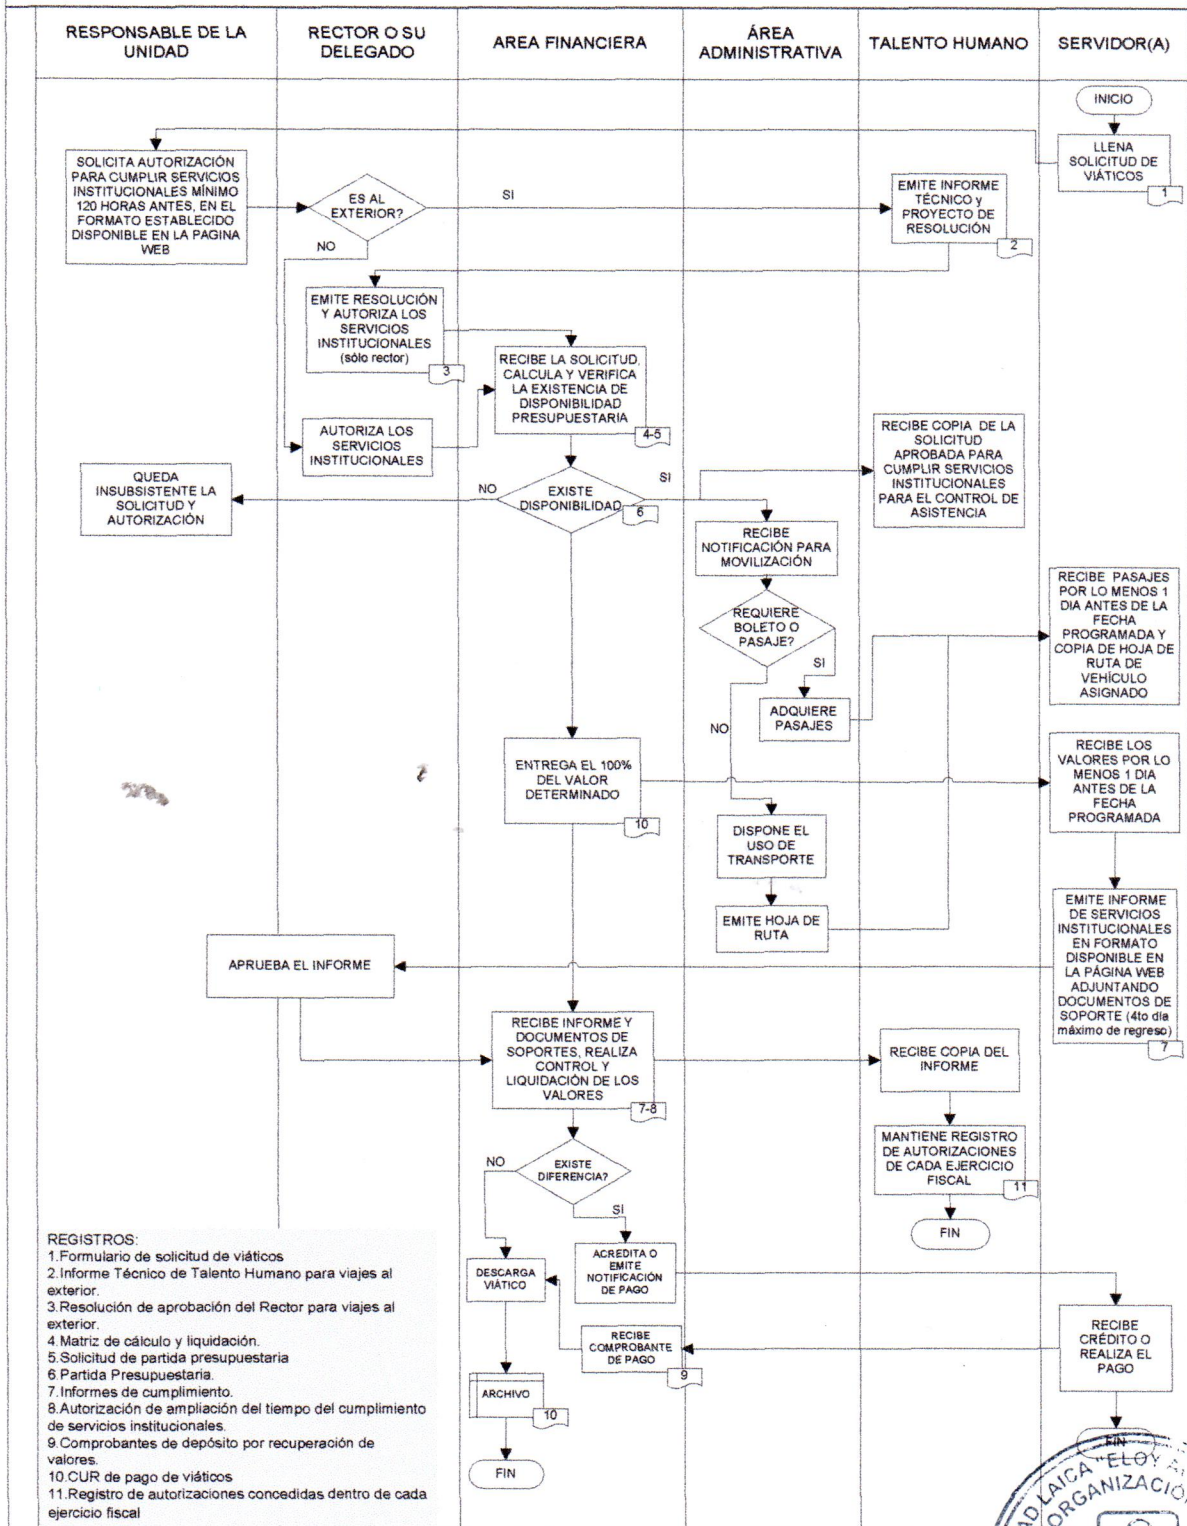 RESPONSABLE DE LA
UNIDAD
RECTOR O SU
DELEGADO
AREA FINANCIERA
ÁREA
ADMINISTRATIVA
TALENTO HUMANO
SERVIDOR(A)
INICIO
LLENA
SOLICITUD DE
VIÁTICOS
1
SOLICITA AUTORIZACIÓN
PARA CUMPLIR SERVICIOS
INSTITUCIONALES MÍNIMO
120 HORAS ANTES, EN EL
FORMATO ESTABLECIDO
DISPONIBLE EN LA PAGINA
WEB
ES AL
EXTERIOR?
SI
NO
EMITE INFORME
TÉCNICO y
PROYECTO DE
RESOLUCIÓN
2
EMITE RESOLUCIÓN
Y AUTORIZA LOS
SERVICIOS
INSTITUCIONALES
(sólo rector)
3
RECIBE LA SOLICITUD,
CALCULA Y VERIFICA
LA EXISTENCIA DE
DISPONIBILIDAD
PRESUPUESTARIA
4-5
AUTORIZA LOS
SERVICIOS
INSTITUCIONALES
RECIBE COPIA DE LA
SOLICITUD
APROBADA PARA
CUMPLIR SERVICIOS
INSTITUCIONALES
PARA EL CONTROL DE
ASISTENCIA
QUEDA
INSUBSISTENTE LA
SOLICITUD Y
AUTORIZACIÓN
NO
EXISTE
DISPONIBILIDAD
6
SI
RECIBE
NOTIFICACIÓN PARA
MOVILIZACIÓN
REQUIERE
BOLETO O
PASAJE?
SI
NO
ADQUIERE
PASAJES
RECIBE PASAJES
POR LO MENOS 1
DIA ANTES DE LA
FECHA
PROGRAMADA Y
COPIA DE HOJA DE
RUTA DE
VEHÍCULO
ASIGNADO
ENTREGA EL 100%
DEL VALOR
DETERMINADO
10
RECIBE LOS
VALORES POR LO
MENOS 1 DIA
ANTES DE LA
FECHA
PROGRAMADA
DISPONE EL
USO DE
TRANSPORTE
EMITE HOJA DE
RUTA
EMITE INFORME
DE SERVICIOS
INSTITUCIONALES
EN FORMATO
DISPONIBLE EN
LA PÁGINA WEB
ADJUNTANDO
DOCUMENTOS DE
SOPORTE (4to día
máximo de regreso)
7
APRUEBA EL INFORME
RECIBE INFORME Y
DOCUMENTOS DE
SOPORTES, REALIZA
CONTROL Y
LIQUIDACIÓN DE LOS
VALORES
7-8
RECIBE COPIA DEL
INFORME
MANTIENE REGISTRO
DE AUTORIZACIONES
DE CADA EJERCICIO
FISCAL
11
FIN
EXISTE
DIFERENCIA?
NO
SI
ACREDITA O
EMITE
NOTIFICACIÓN
DE PAGO
DESCARGA
VIÁTICO
RECIBE
COMPROBANTE
DE PAGO
9
RECIBE
CRÉDITO O
REALIZA EL
PAGO
ARCHIVO
10
FIN
FIN
REGISTROS:
1.Formulario de solicitud de viáticos
2.Informe Técnico de Talento Humano para viajes al
exterior.
3.Resolución de aprobación del Rector para viajes al
exterior.
4.Matriz de cálculo y liquidación.
5.Solicitud de partida presupuestaria
6.Partida Presupuestaria.
7.Informes de cumplimiento.
8.Autorización de ampliación del tiempo del cumplimiento
de servicios institucionales.
9.Comprobantes de depósito por recuperación de
valores.
10.CUR de pago de viáticos
11.Registro de autorizaciones concedidas dentro de cada
ejercicio fiscal
LAICA "ELOY
ORGANIZACIÓN